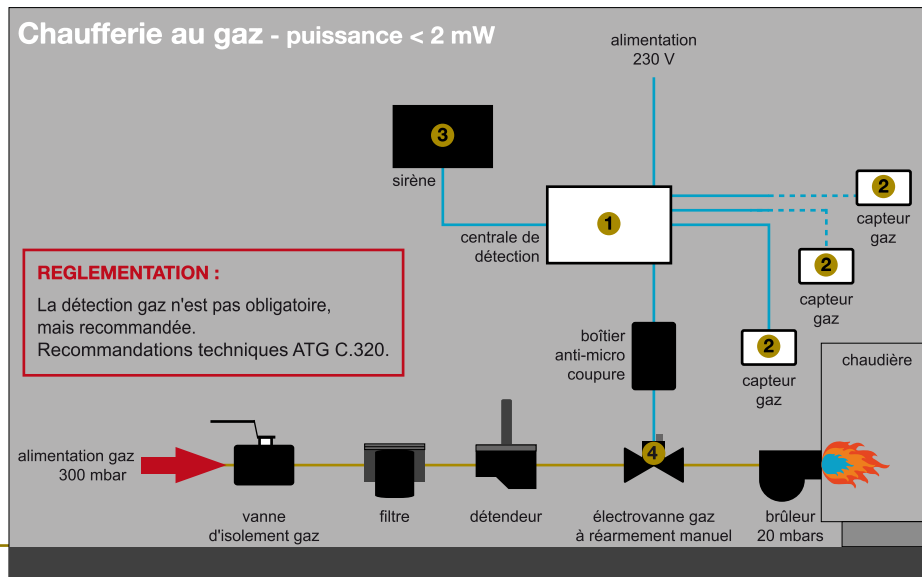 Chaufferie au gaz - puissance < 2 mW
alimentation
230 V
3
sirène
2
capteur
gaz
1
centrale de
détection
2
capteur
gaz
REGLEMENTATION :
La détection gaz n'est pas obligatoire,
mais recommandée.
Recommandations techniques ATG C.320.
boîtier
anti-micro
coupure
2
capteur
gaz
chaudière
alimentation gaz
300 mbar
4
vanne
d'isolement gaz
filtre
détendeur
électrovanne gaz
à réarmement manuel
brûleur
20 mbars